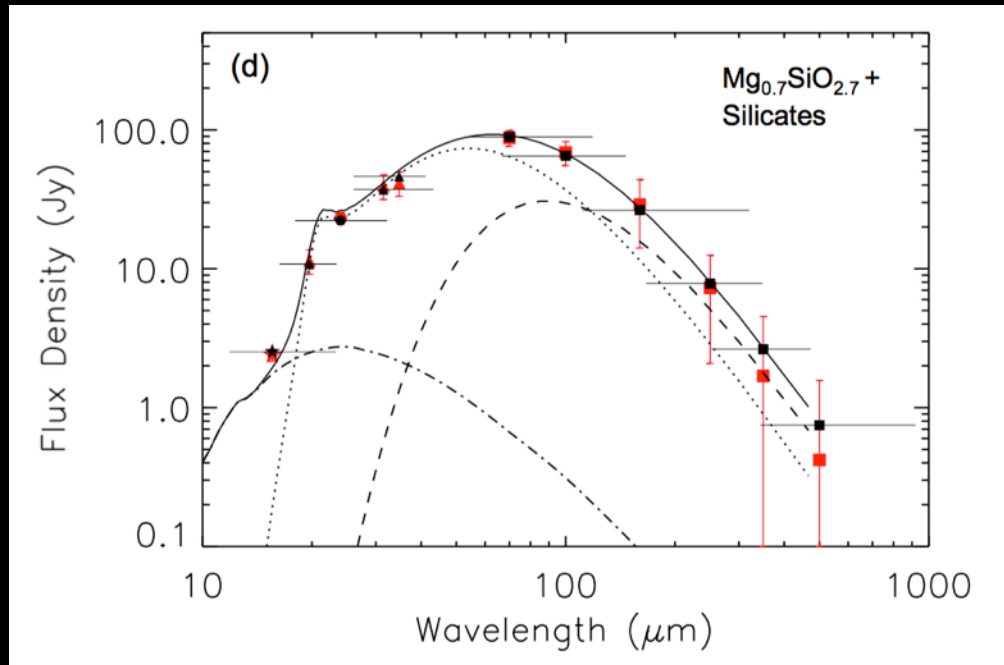 (d)
Mg₀.₇SiO₂.₇ +
Silicates
Flux Density (Jy)
100.0
10.0
1.0
0.1
10
100
1000
Wavelength (μm)